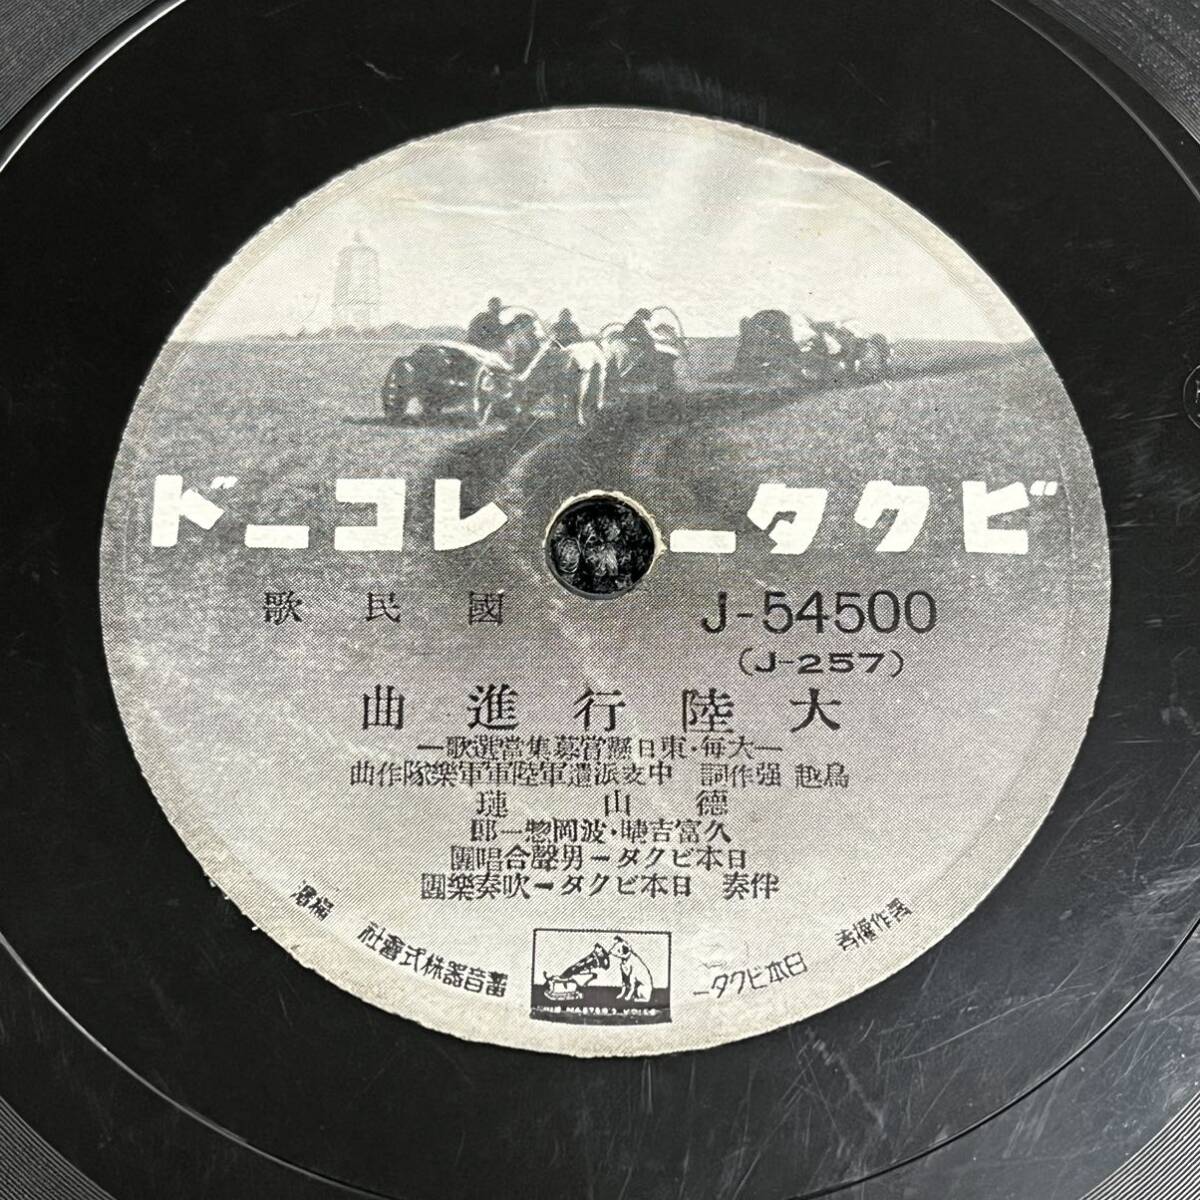 ビクターレコード
J-54500 國民歌
(J-257)
大陸行進曲
—大毎・東日懸賞募集當選歌—
鳥越 强作詞 中支派遣軍陸軍軍樂隊作曲
德山 璉
久富吉晴・波岡惣一郎
日本ビクター男聲合唱團
伴奏 日本ビクター吹奏樂團
著作權者 日本ビクター蓄音器株式會社 橫濱
HIS MASTER'S VOICE